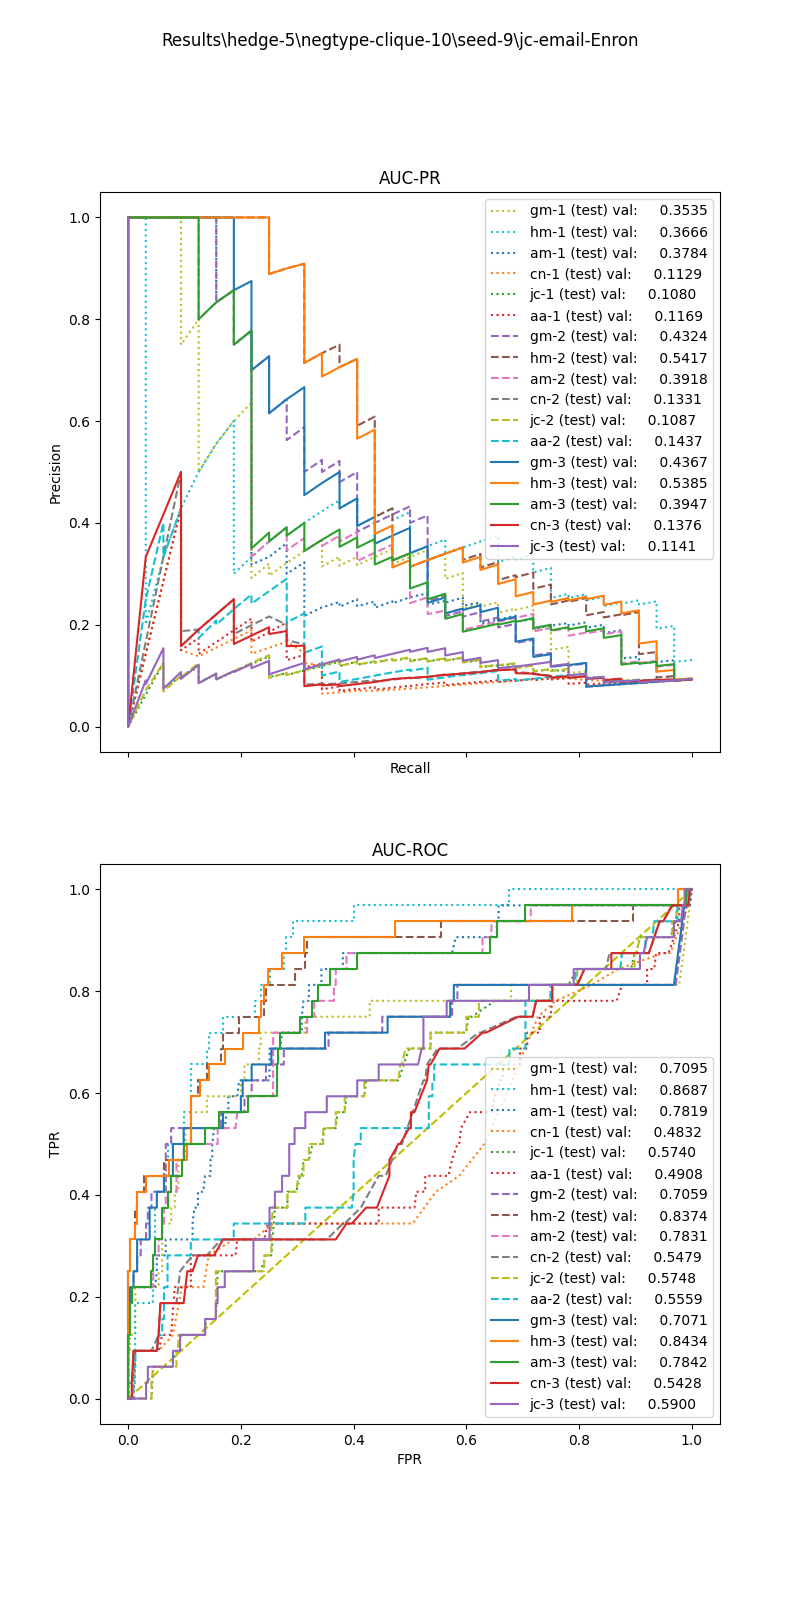 Results\hedge-5\negtype-clique-10\seed-9\jc-email-Enron
AUC-PR
1.0
0.8
0.6
0.4
0.2
0.0
Precision
Recall
gm-1 (test) val: 0.3535
hm-1 (test) val: 0.3666
am-1 (test) val: 0.3784
cn-1 (test) val: 0.1129
jc-1 (test) val: 0.1080
aa-1 (test) val: 0.1169
gm-2 (test) val: 0.4324
hm-2 (test) val: 0.5417
am-2 (test) val: 0.3918
cn-2 (test) val: 0.1331
jc-2 (test) val: 0.1087
aa-2 (test) val: 0.1437
gm-3 (test) val: 0.4367
hm-3 (test) val: 0.5385
am-3 (test) val: 0.3947
cn-3 (test) val: 0.1376
jc-3 (test) val: 0.1141
AUC-ROC
1.0
0.8
0.6
0.4
0.2
0.0
TPR
0.0 0.2 0.4 0.6 0.8 1.0
FPR
gm-1 (test) val: 0.7095
hm-1 (test) val: 0.8687
am-1 (test) val: 0.7819
cn-1 (test) val: 0.4832
jc-1 (test) val: 0.5740
aa-1 (test) val: 0.4908
gm-2 (test) val: 0.7059
hm-2 (test) val: 0.8374
am-2 (test) val: 0.7831
cn-2 (test) val: 0.5479
jc-2 (test) val: 0.5748
aa-2 (test) val: 0.5559
gm-3 (test) val: 0.7071
hm-3 (test) val: 0.8434
am-3 (test) val: 0.7842
cn-3 (test) val: 0.5428
jc-3 (test) val: 0.5900